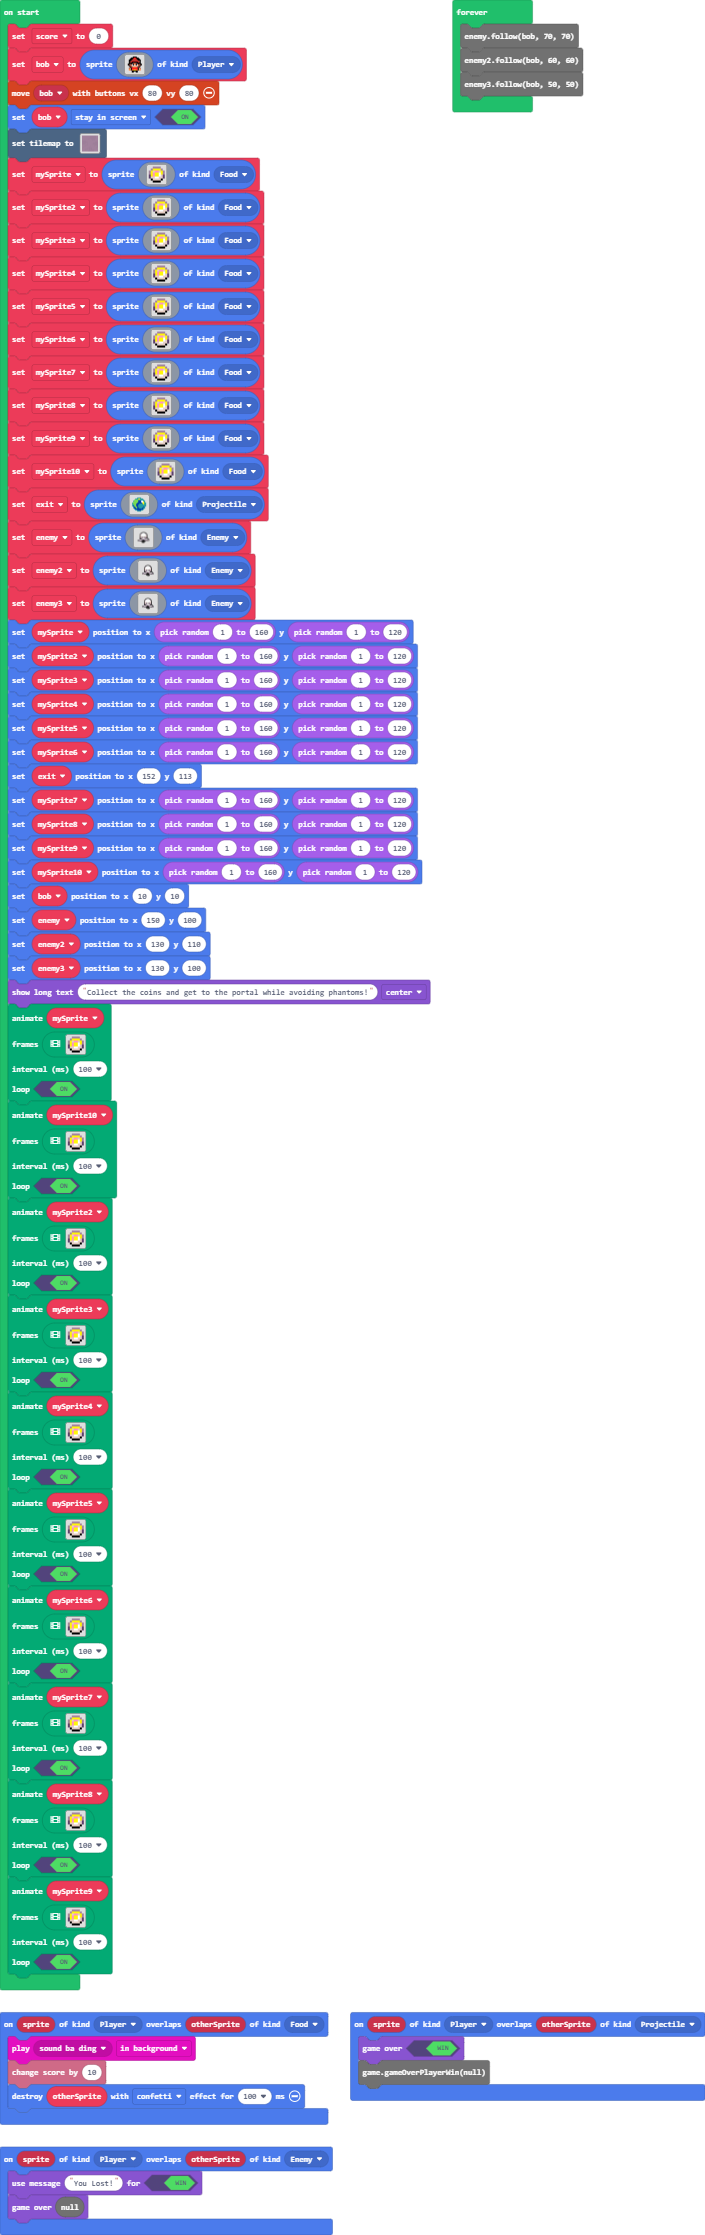 on start
set score to 0
set bob to sprite of kind Player
move bob with buttons vx 80 vy 80
set bob stay in screen ON
set tilemap to
set mySprite to sprite of kind Food
set mySprite2 to sprite of kind Food
set mySprite3 to sprite of kind Food
set mySprite4 to sprite of kind Food
set mySprite5 to sprite of kind Food
set mySprite6 to sprite of kind Food
set mySprite7 to sprite of kind Food
set mySprite8 to sprite of kind Food
set mySprite9 to sprite of kind Food
set mySprite10 to sprite of kind Food
set exit to sprite of kind Projectile
set enemy to sprite of kind Enemy
set enemy2 to sprite of kind Enemy
set enemy3 to sprite of kind Enemy
set mySprite position to x pick random 1 to 160 y pick random 1 to 120
set mySprite2 position to x pick random 1 to 160 y pick random 1 to 120
set mySprite3 position to x pick random 1 to 160 y pick random 1 to 120
set mySprite4 position to x pick random 1 to 160 y pick random 1 to 120
set mySprite5 position to x pick random 1 to 160 y pick random 1 to 120
set mySprite6 position to x pick random 1 to 160 y pick random 1 to 120
set exit position to x 152 y 113
set mySprite7 position to x pick random 1 to 160 y pick random 1 to 120
set mySprite8 position to x pick random 1 to 160 y pick random 1 to 120
set mySprite9 position to x pick random 1 to 160 y pick random 1 to 120
set mySprite10 position to x pick random 1 to 160 y pick random 1 to 120
set bob position to x 10 y 10
set enemy position to x 150 y 100
set enemy2 position to x 130 y 110
set enemy3 position to x 130 y 100
show long text "Collect the coins and get to the portal while avoiding phantoms!" center
animate mySprite
frames
interval (ms) 100
loop ON
animate mySprite10
frames
interval (ms) 100
loop ON
animate mySprite2
frames
interval (ms) 100
loop ON
animate mySprite3
frames
interval (ms) 100
loop ON
animate mySprite4
frames
interval (ms) 100
loop ON
animate mySprite5
frames
interval (ms) 100
loop ON
animate mySprite6
frames
interval (ms) 100
loop ON
animate mySprite7
frames
interval (ms) 100
loop ON
animate mySprite8
frames
interval (ms) 100
loop ON
animate mySprite9
frames
interval (ms) 100
loop ON
forever
enemy.follow(bob, 70, 70)
enemy2.follow(bob, 60, 60)
enemy3.follow(bob, 50, 50)
on sprite of kind Player overlaps otherSprite of kind Food
play sound ba ding in background
change score by 10
destroy otherSprite with confetti effect for 100 ms
on sprite of kind Player overlaps otherSprite of kind Projectile
game over WIN
game.gameOverPlayerWin(null)
on sprite of kind Player overlaps otherSprite of kind Enemy
use message "You Lost!" for WIN
game over null